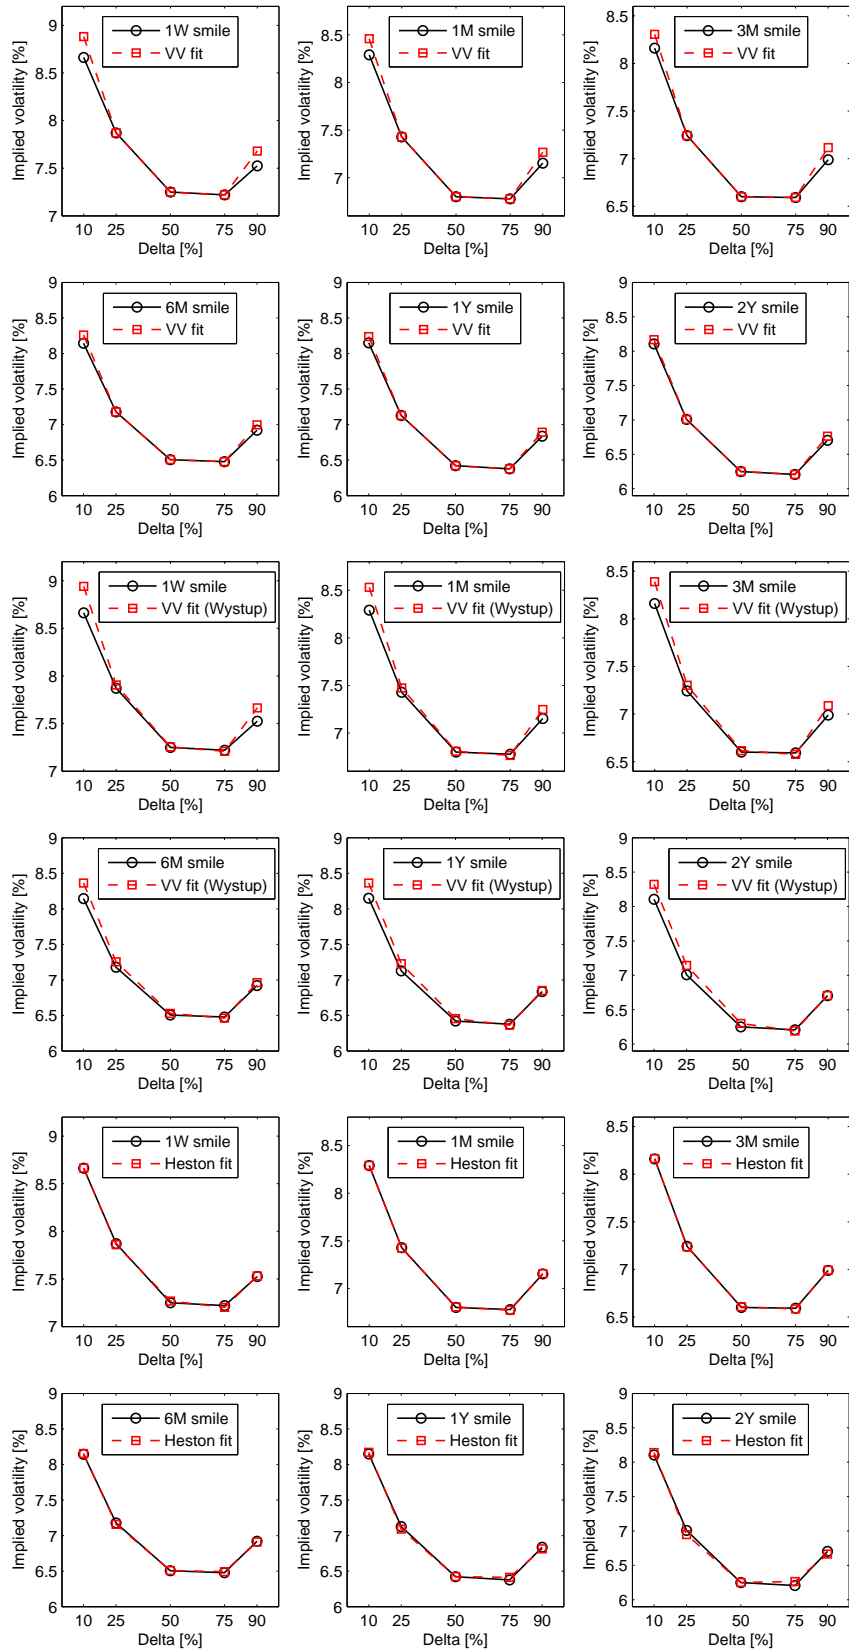 1W smile
VV fit
9
8.5
8
7.5
7
Implied volatility [%]
10 25 50 75 90
Delta [%]
1M smile
VV fit
8.5
8
7.5
7
Implied volatility [%]
10 25 50 75 90
Delta [%]
3M smile
VV fit
8.5
8
7.5
7
6.5
Implied volatility [%]
10 25 50 75 90
Delta [%]
6M smile
VV fit
9
8.5
8
7.5
7
6.5
6
Implied volatility [%]
10 25 50 75 90
Delta [%]
1Y smile
VV fit
9
8.5
8
7.5
7
6.5
6
Implied volatility [%]
10 25 50 75 90
Delta [%]
2Y smile
VV fit
9
8.5
8
7.5
7
6.5
6
Implied volatility [%]
10 25 50 75 90
Delta [%]
1W smile
VV fit (Wystup)
9
8.5
8
7.5
7
Implied volatility [%]
10 25 50 75 90
Delta [%]
1M smile
VV fit (Wystup)
8.5
8
7.5
7
Implied volatility [%]
10 25 50 75 90
Delta [%]
3M smile
VV fit (Wystup)
8.5
8
7.5
7
6.5
Implied volatility [%]
10 25 50 75 90
Delta [%]
6M smile
VV fit (Wystup)
9
8.5
8
7.5
7
6.5
6
Implied volatility [%]
10 25 50 75 90
Delta [%]
1Y smile
VV fit (Wystup)
9
8.5
8
7.5
7
6.5
6
Implied volatility [%]
10 25 50 75 90
Delta [%]
2Y smile
VV fit (Wystup)
9
8.5
8
7.5
7
6.5
6
Implied volatility [%]
10 25 50 75 90
Delta [%]
1W smile
Heston fit
9
8.5
8
7.5
7
Implied volatility [%]
10 25 50 75 90
Delta [%]
1M smile
Heston fit
8.5
8
7.5
7
Implied volatility [%]
10 25 50 75 90
Delta [%]
3M smile
Heston fit
8.5
8
7.5
7
6.5
Implied volatility [%]
10 25 50 75 90
Delta [%]
6M smile
Heston fit
9
8.5
8
7.5
7
6.5
6
Implied volatility [%]
10 25 50 75 90
Delta [%]
1Y smile
Heston fit
9
8.5
8
7.5
7
6.5
6
Implied volatility [%]
10 25 50 75 90
Delta [%]
2Y smile
Heston fit
9
8.5
8
7.5
7
6.5
6
Implied volatility [%]
10 25 50 75 90
Delta [%]